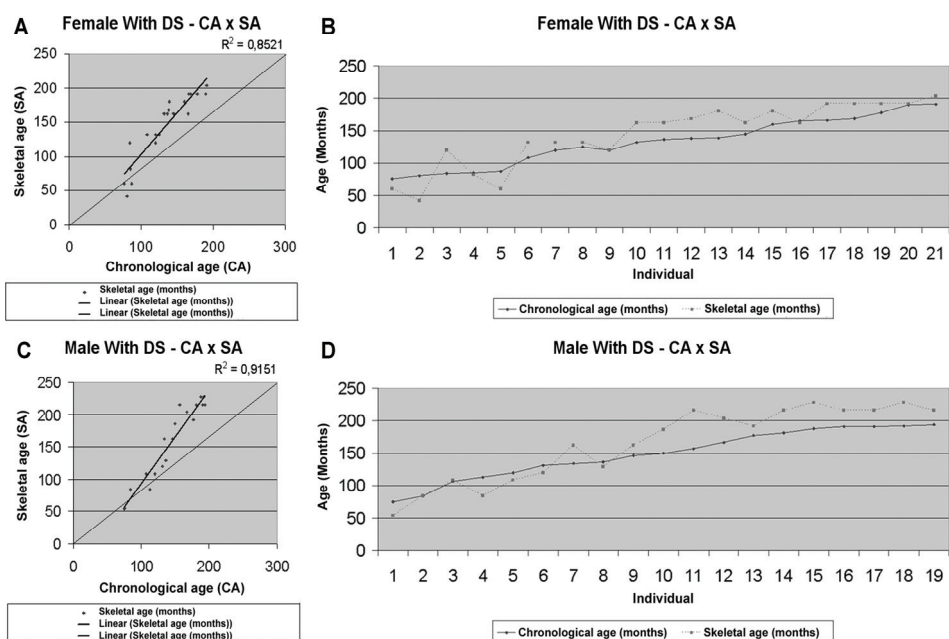 A Female With DS - CA x SA
R² = 0,8521
250
200
150
100
50
0
Skeletal age (SA)
0 100 200 300
Chronological age (CA)
Skeletal age (months)
Linear (Skeletal age (months))
Linear (Skeletal age (months))
B Female With DS - CA x SA
250
200
150
100
50
0
Age (Months)
1 2 3 4 5 6 7 8 9 10 11 12 13 14 15 16 17 18 19 20 21
Individual
Chronological age (months) Skeletal age (months)
C Male With DS - CA x SA
R² = 0,9151
250
200
150
100
50
0
Skeletal age (SA)
0 100 200 300
Chronological age (CA)
Skeletal age (months)
Linear (Skeletal age (months))
Linear (Skeletal age (months))
D Male With DS - CA x SA
250
200
150
100
50
0
Age (Months)
1 2 3 4 5 6 7 8 9 10 11 12 13 14 15 16 17 18 19
Individual
Chronological age (months) Skeletal age (months)